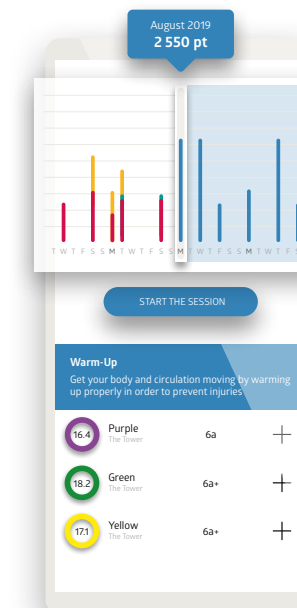 August 2019
2 550 pt
T W T F S S M T W T F S S M T W T F S S M T W T F S
START THE SESSION
Warm-Up
Get your body and circulation moving by warming
up properly in order to prevent injuries
16.4 Purple 6a
The Tower
18.2 Green 6a+
The Tower
17.1 Yellow 6a+
The Tower